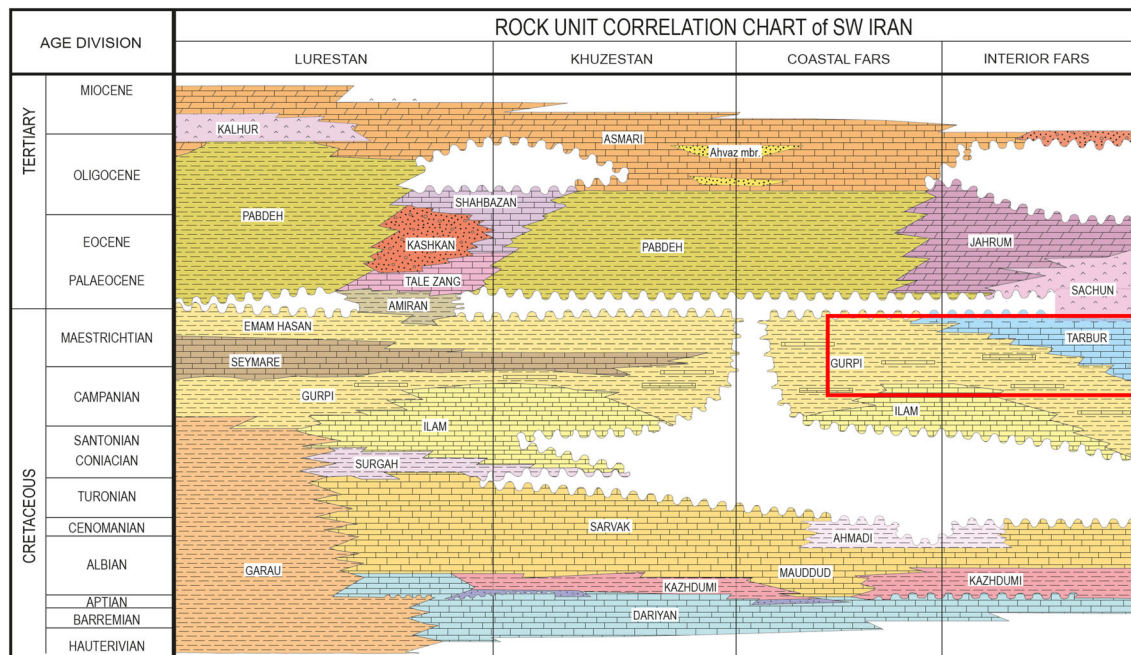 ROCK UNIT CORRELATION CHART of SW IRAN
AGE DIVISION
LURESTAN
KHUZESTAN
COASTAL FARS
INTERIOR FARS
TERTIARY
MIOCENE
OLIGOCENE
EOCENE
PALAEOCENE
CRETACEOUS
MAESTRICHTIAN
CAMPANIAN
SANTONIAN
CONIACIAN
TURONIAN
CENOMANIAN
ALBIAN
APTIAN
BARREMIAN
HAUTERIVIAN
KALHUR
ASMARI
Ahvaz mbr.
SHAHBAZAN
PABDEH
KASHKAN
PABDEH
JAHRUM
TALE ZANG
SACHUN
AMIRAN
EMAM HASAN
TARBUR
SEYMARE
GURPI
GURPI
ILAM
ILAM
SURGAH
SARVAK
AHMADI
GARAU
MAUDDUD
KAZHDUMI
KAZHDUMI
DARIYAN